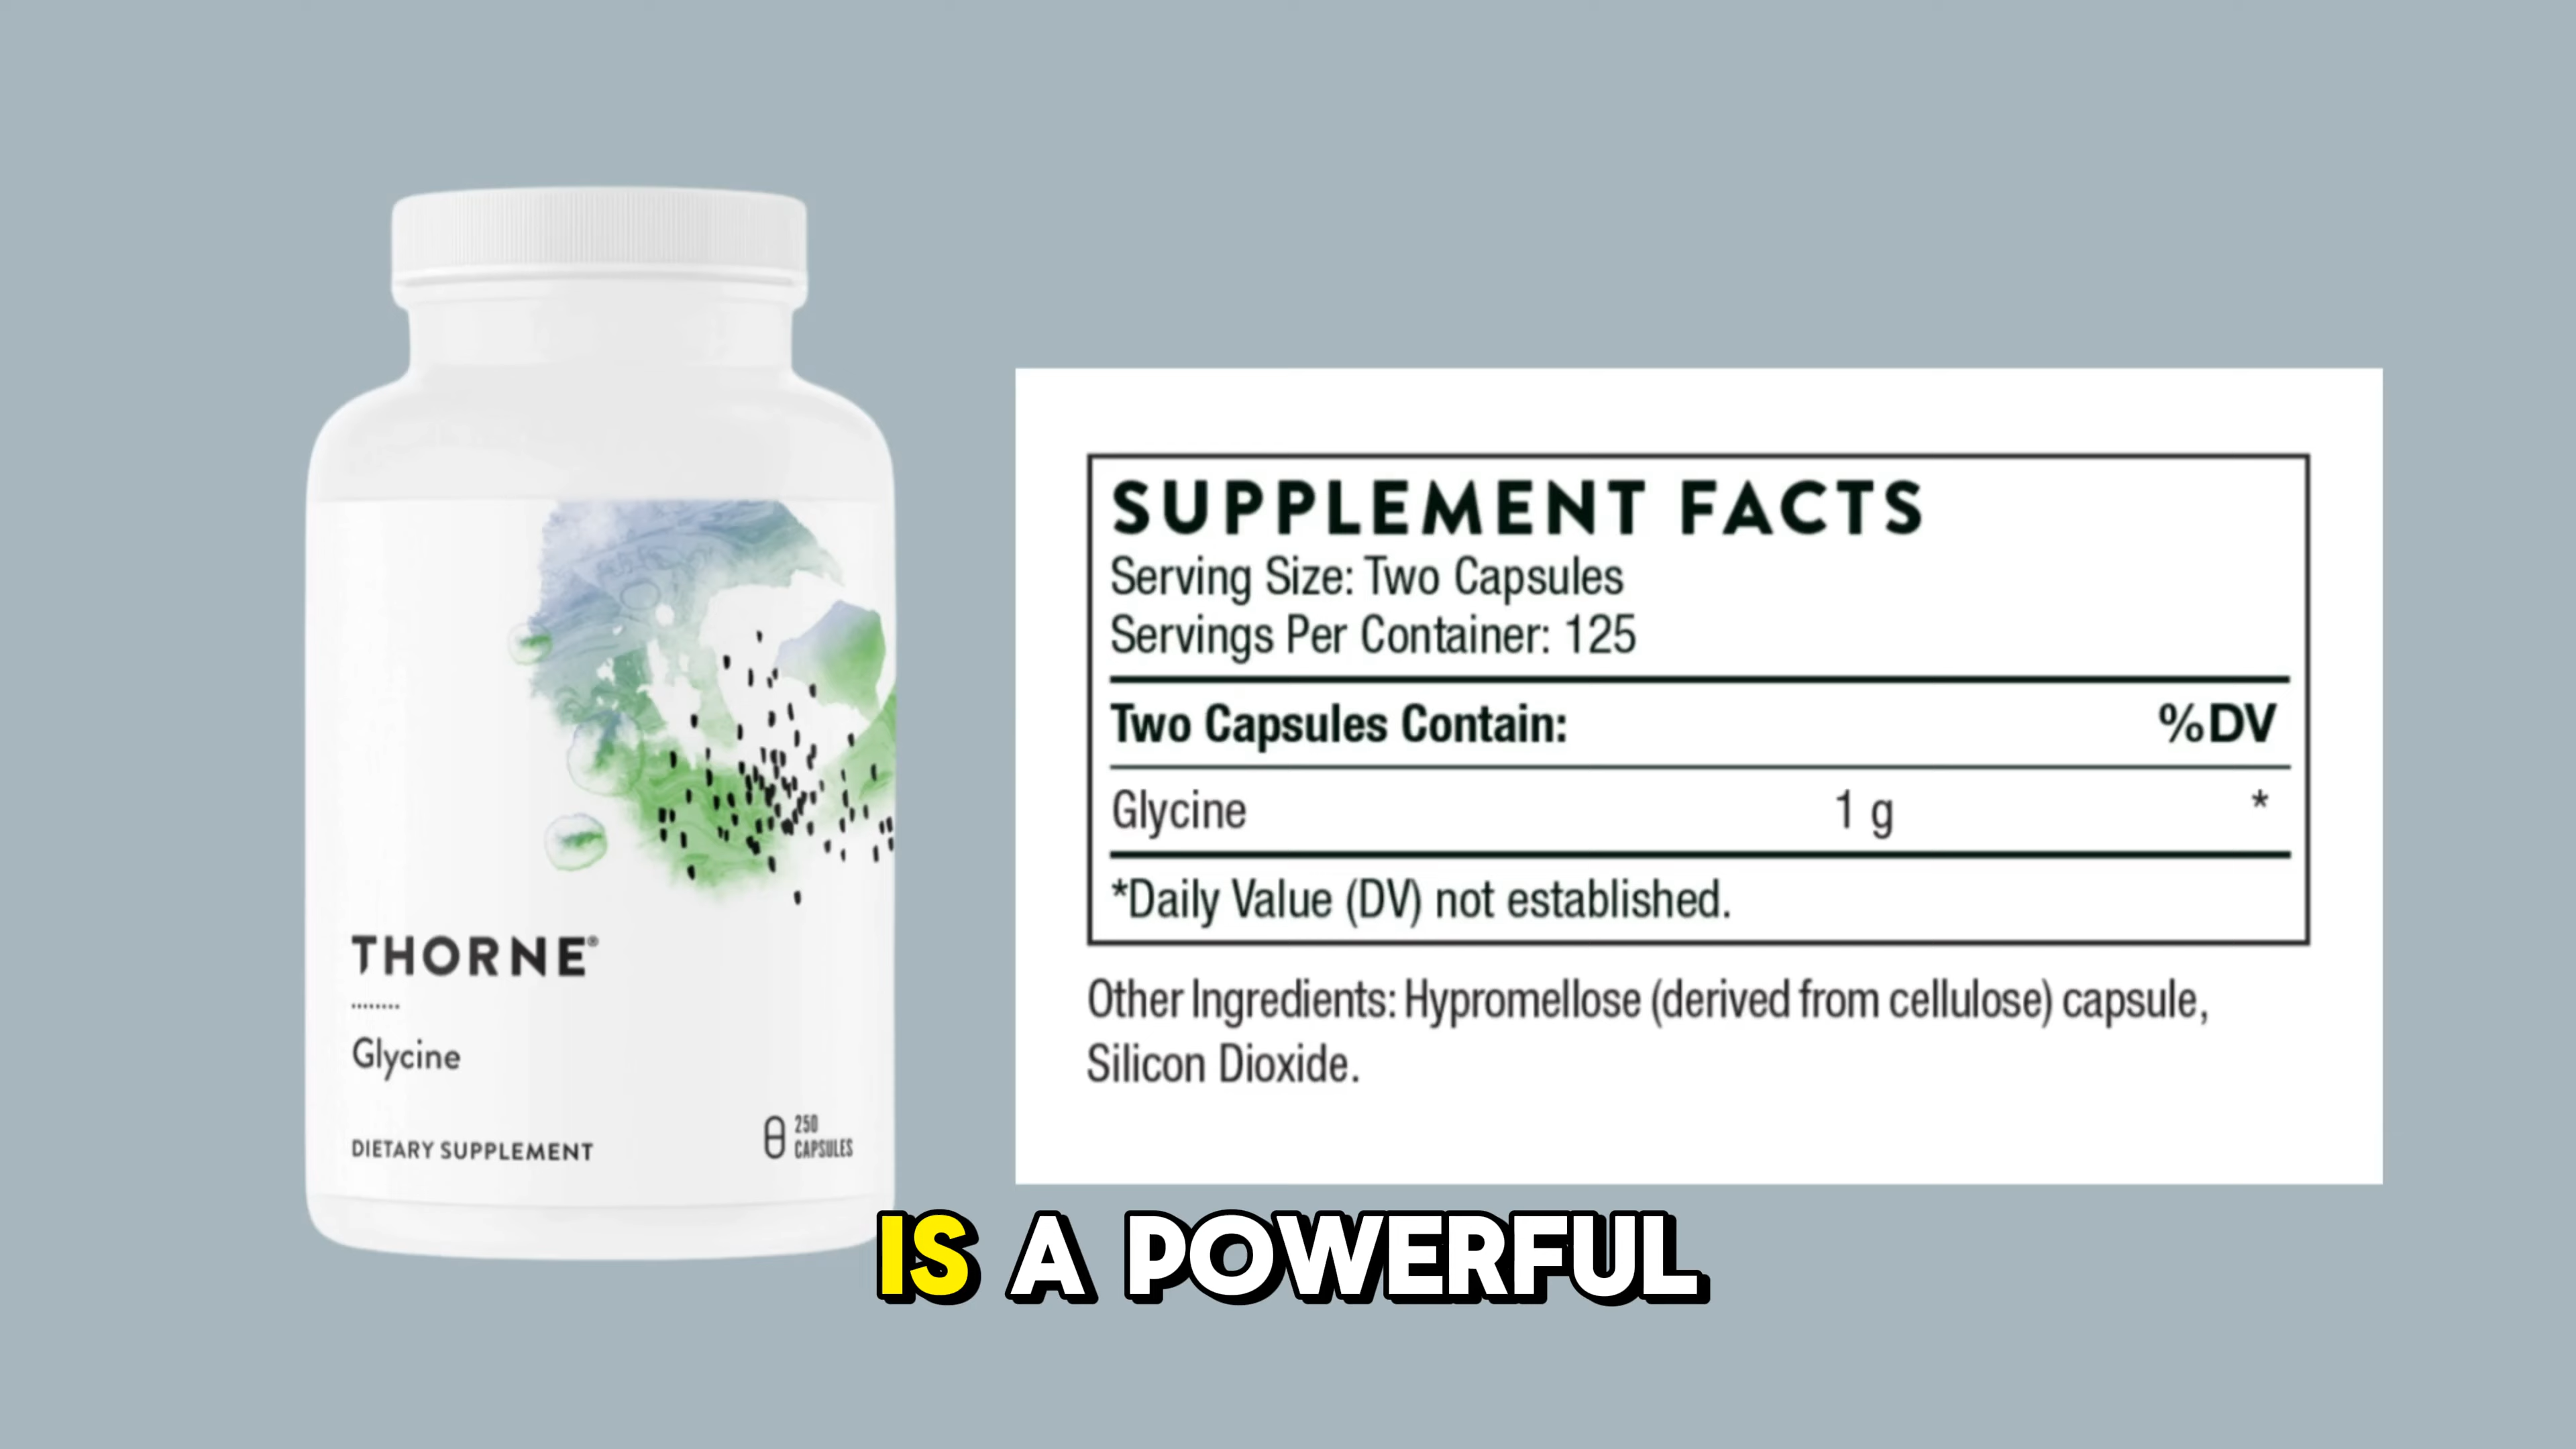 THORNE®
Glycine
DIETARY SUPPLEMENT
250
CAPSULES
SUPPLEMENT FACTS
Serving Size: Two Capsules
Servings Per Container: 125
Two Capsules Contain: %DV
Glycine 1 g *
*Daily Value (DV) not established.
Other Ingredients: Hypromellose (derived from cellulose) capsule,
Silicon Dioxide.
IS A POWERFUL